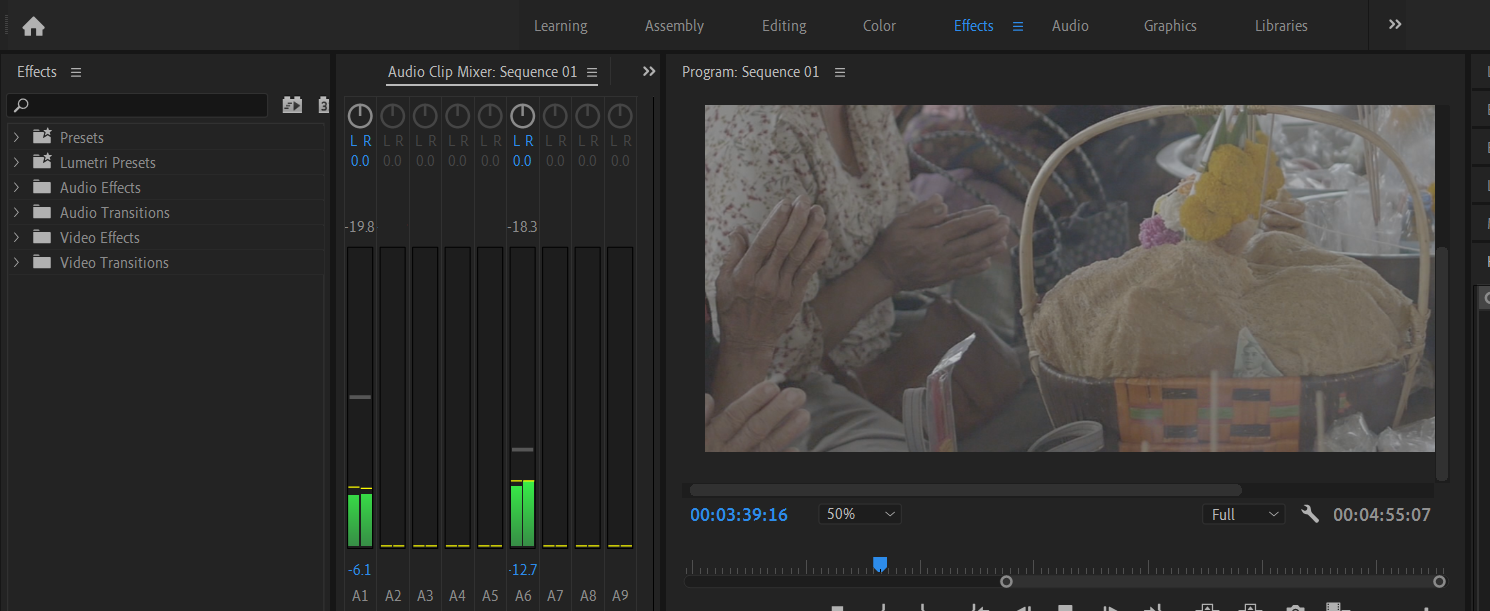 Learning Assembly Editing Color Effects Audio Graphics Libraries
Effects
Audio Clip Mixer: Sequence 01
Program: Sequence 01
Presets
Lumetri Presets
Audio Effects
Audio Transitions
Video Effects
Video Transitions
L R L R L R L R L R L R L R L R L R
0.0 0.0 0.0 0.0 0.0 0.0 0.0 0.0 0.0
-19.8 -18.3
-6.1 -12.7
A1 A2 A3 A4 A5 A6 A7 A8 A9
00:03:39:16 50% Full 00:04:55:07